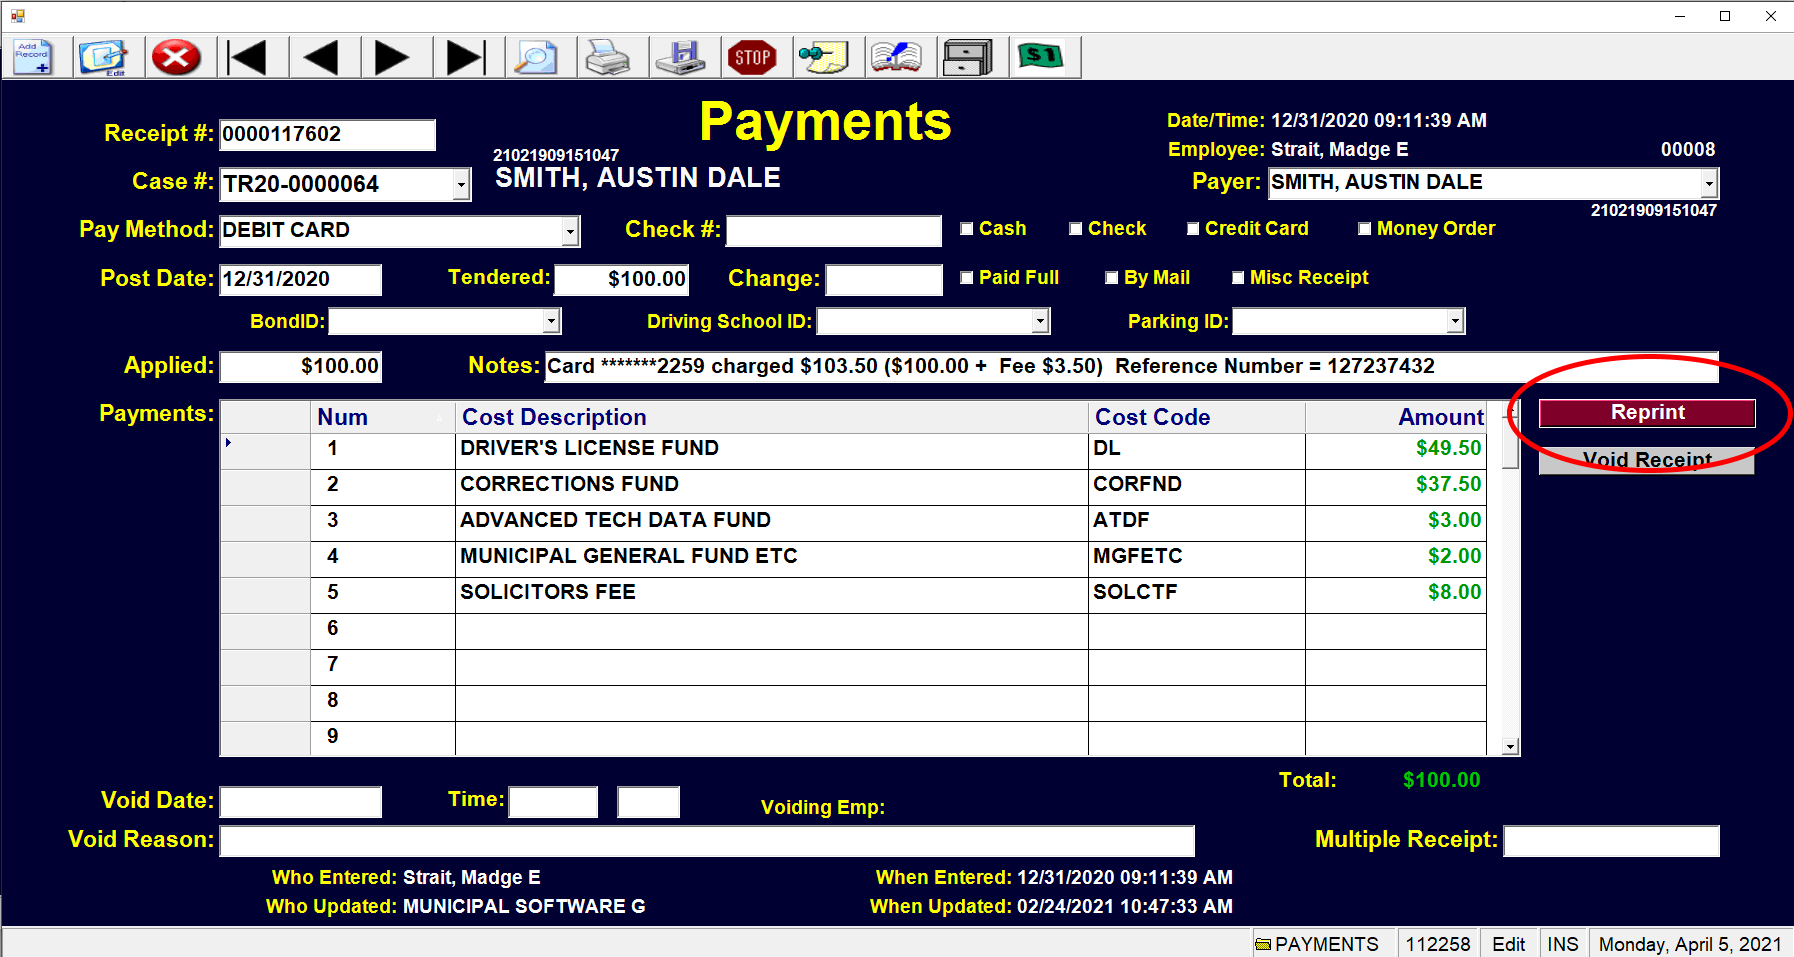 Add
Record
Edit
STOP
$1
Payments
Receipt #: 0000117602
Date/Time: 12/31/2020 09:11:39 AM
Employee: Strait, Madge E 00008
21021909151047
Case #: TR20-0000064 SMITH, AUSTIN DALE
Payer: SMITH, AUSTIN DALE
21021909151047
Pay Method: DEBIT CARD Check #: Cash Check Credit Card Money Order
Post Date: 12/31/2020 Tendered: $100.00 Change: Paid Full By Mail Misc Receipt
BondID: Driving School ID: Parking ID:
Applied: $100.00 Notes: Card *******2259 charged $103.50 ($100.00 + Fee $3.50) Reference Number = 127237432
Payments: Num Cost Description Cost Code Amount
Reprint
1 DRIVER'S LICENSE FUND DL $49.50
Void Receipt
2 CORRECTIONS FUND CORFND $37.50
3 ADVANCED TECH DATA FUND ATDF $3.00
4 MUNICIPAL GENERAL FUND ETC MGFETC $2.00
5 SOLICITORS FEE SOLCTF $8.00
6
7
8
9
Total: $100.00
Void Date: Time: Voiding Emp:
Void Reason: Multiple Receipt:
Who Entered: Strait, Madge E When Entered: 12/31/2020 09:11:39 AM
Who Updated: MUNICIPAL SOFTWARE G When Updated: 02/24/2021 10:47:33 AM
PAYMENTS 112258 Edit INS Monday, April 5, 2021